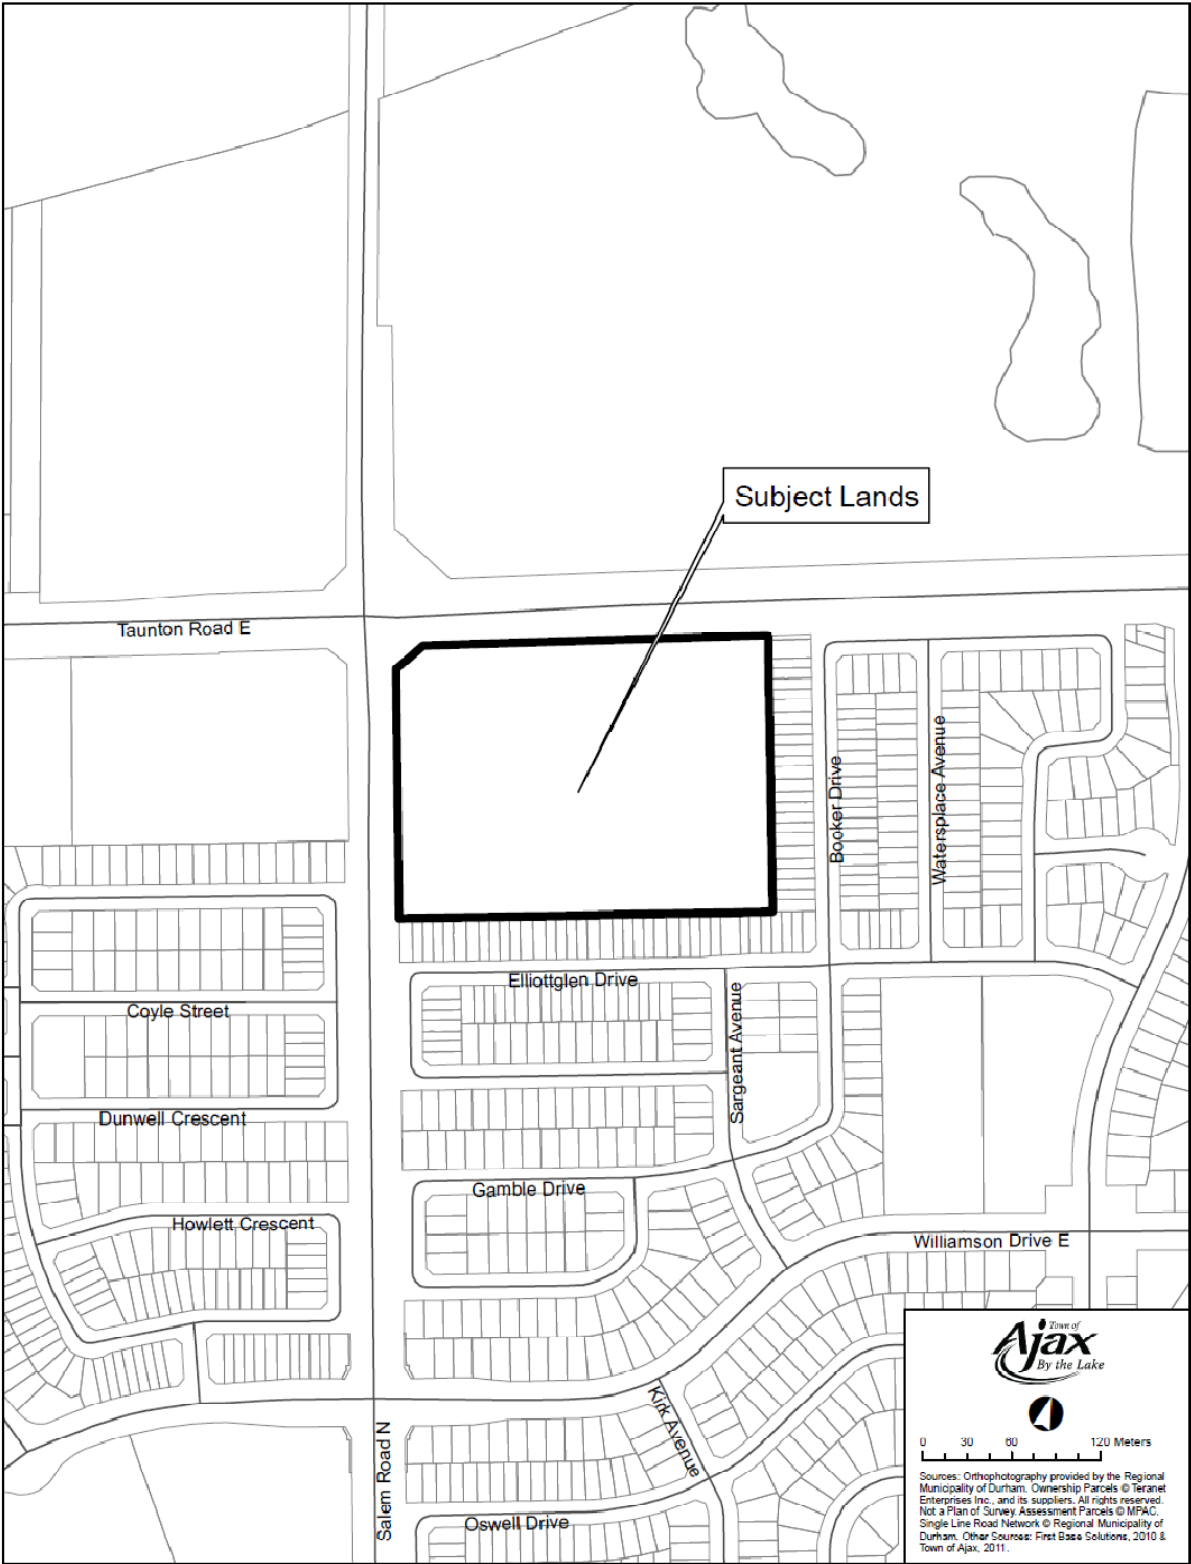 Subject Lands
Taunton Road E
Booker Drive
Watersplace Avenue
Elliottglen Drive
Coyle Street
Sargeant Avenue
Dunwell Crescent
Gamble Drive
Howlett Crescent
Williamson Drive E
Kirk Avenue
Salem Road N
Oswell Drive
Town of
Ajax
By the Lake
0 30 60 120 Meters
Sources: Orthophotography provided by the Regional
Municipality of Durham. Ownership Parcels © Teranet
Enterprises Inc., and its suppliers. All rights reserved.
Not a Plan of Survey. Assessment Parcels © MPAC.
Single Line Road Network © Regional Municipality of
Durham. Other Sources: First Base Solutions, 2010 &
Town of Ajax, 2011.